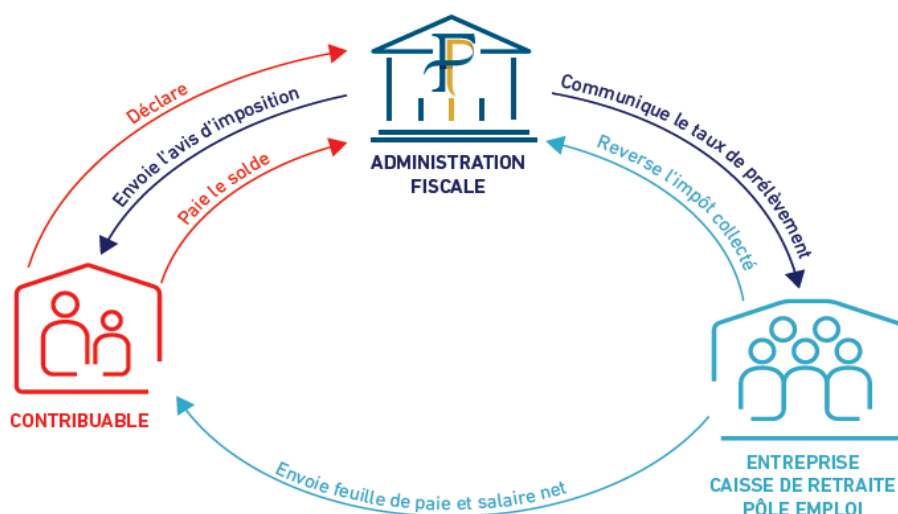 Déclare
Envoie l'avis d'imposition
Paie le solde
ADMINISTRATION
FISCALE
Communique le taux de prélèvement
Reverse l'impôt collecté
CONTRIBUABLE
Envoie feuille de paie et salaire net
ENTREPRISE
CAISSE DE RETRAITE
PÔLE EMPLOI